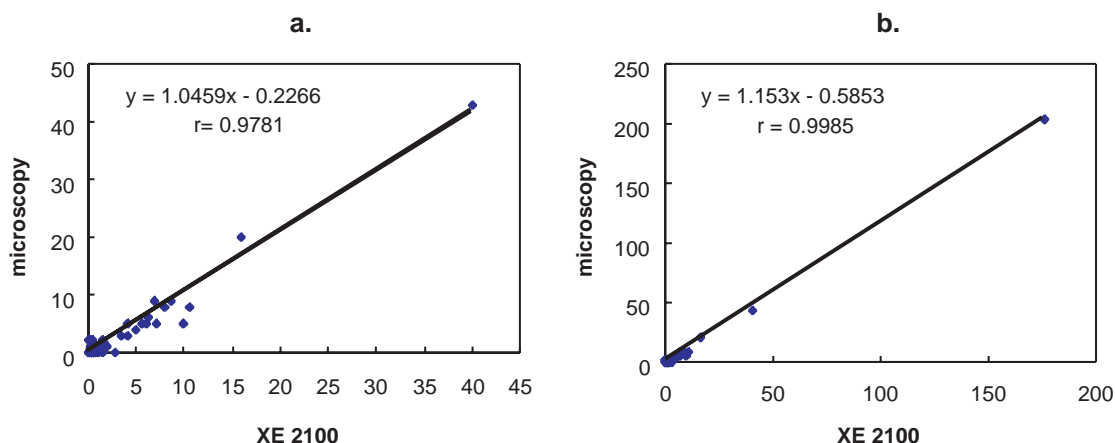 a.
50
40
30
20
10
0
y = 1.0459x - 0.2266
r= 0.9781
microscopy
0 5 10 15 20 25 30 35 40 45
XE 2100
b.
250
200
150
100
50
0
y = 1.153x - 0.5853
r = 0.9985
microscopy
0 50 100 150 200
XE 2100